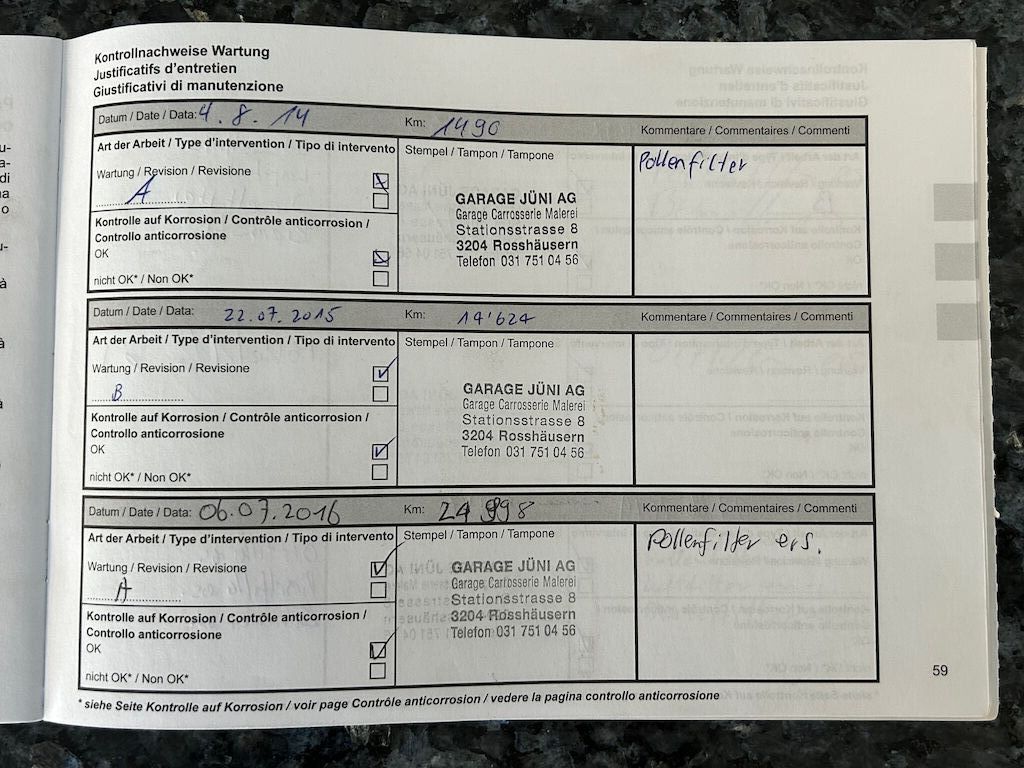 Kontrollnachweise Wartung
Justificatifs d'entretien
Giustificativi di manutenzione
Datum / Date / Data: 4.8.14 Km: 1490 Kommentare / Commentaires / Commenti
Art der Arbeit / Type d'intervention / Tipo di intervento Stempel / Tampon / Tampone Pollenfilter
Wartung / Revision / Revisione
A
Kontrolle auf Korrosion / Contrôle anticorrosion /
Controllo anticorrosione
OK
nicht OK* / Non OK*
GARAGE JÜNI AG
Garage Carrosserie Malerei
Stationsstrasse 8
3204 Rosshäusern
Telefon 031 751 04 56
Datum / Date / Data: 22.07.2015 Km: 14'624 Kommentare / Commentaires / Commenti
Art der Arbeit / Type d'intervention / Tipo di intervento Stempel / Tampon / Tampone
Wartung / Revision / Revisione
B
Kontrolle auf Korrosion / Contrôle anticorrosion /
Controllo anticorrosione
OK
nicht OK* / Non OK*
GARAGE JÜNI AG
Garage Carrosserie Malerei
Stationsstrasse 8
3204 Rosshäusern
Telefon 031 751 04 56
Datum / Date / Data: 06.07.2016 Km: 24 998 Kommentare / Commentaires / Commenti
Art der Arbeit / Type d'intervention / Tipo di intervento Stempel / Tampon / Tampone Pollenfilter ers.
Wartung / Revision / Revisione
A
Kontrolle auf Korrosion / Contrôle anticorrosion /
Controllo anticorrosione
OK
nicht OK* / Non OK*
GARAGE JÜNI AG
Garage Carrosserie Malerei
Stationsstrasse 8
3204 Rosshäusern
Telefon 031 751 04 56
* siehe Seite Kontrolle auf Korrosion / voir page Contrôle anticorrosion / vedere la pagina controllo anticorrosione
59